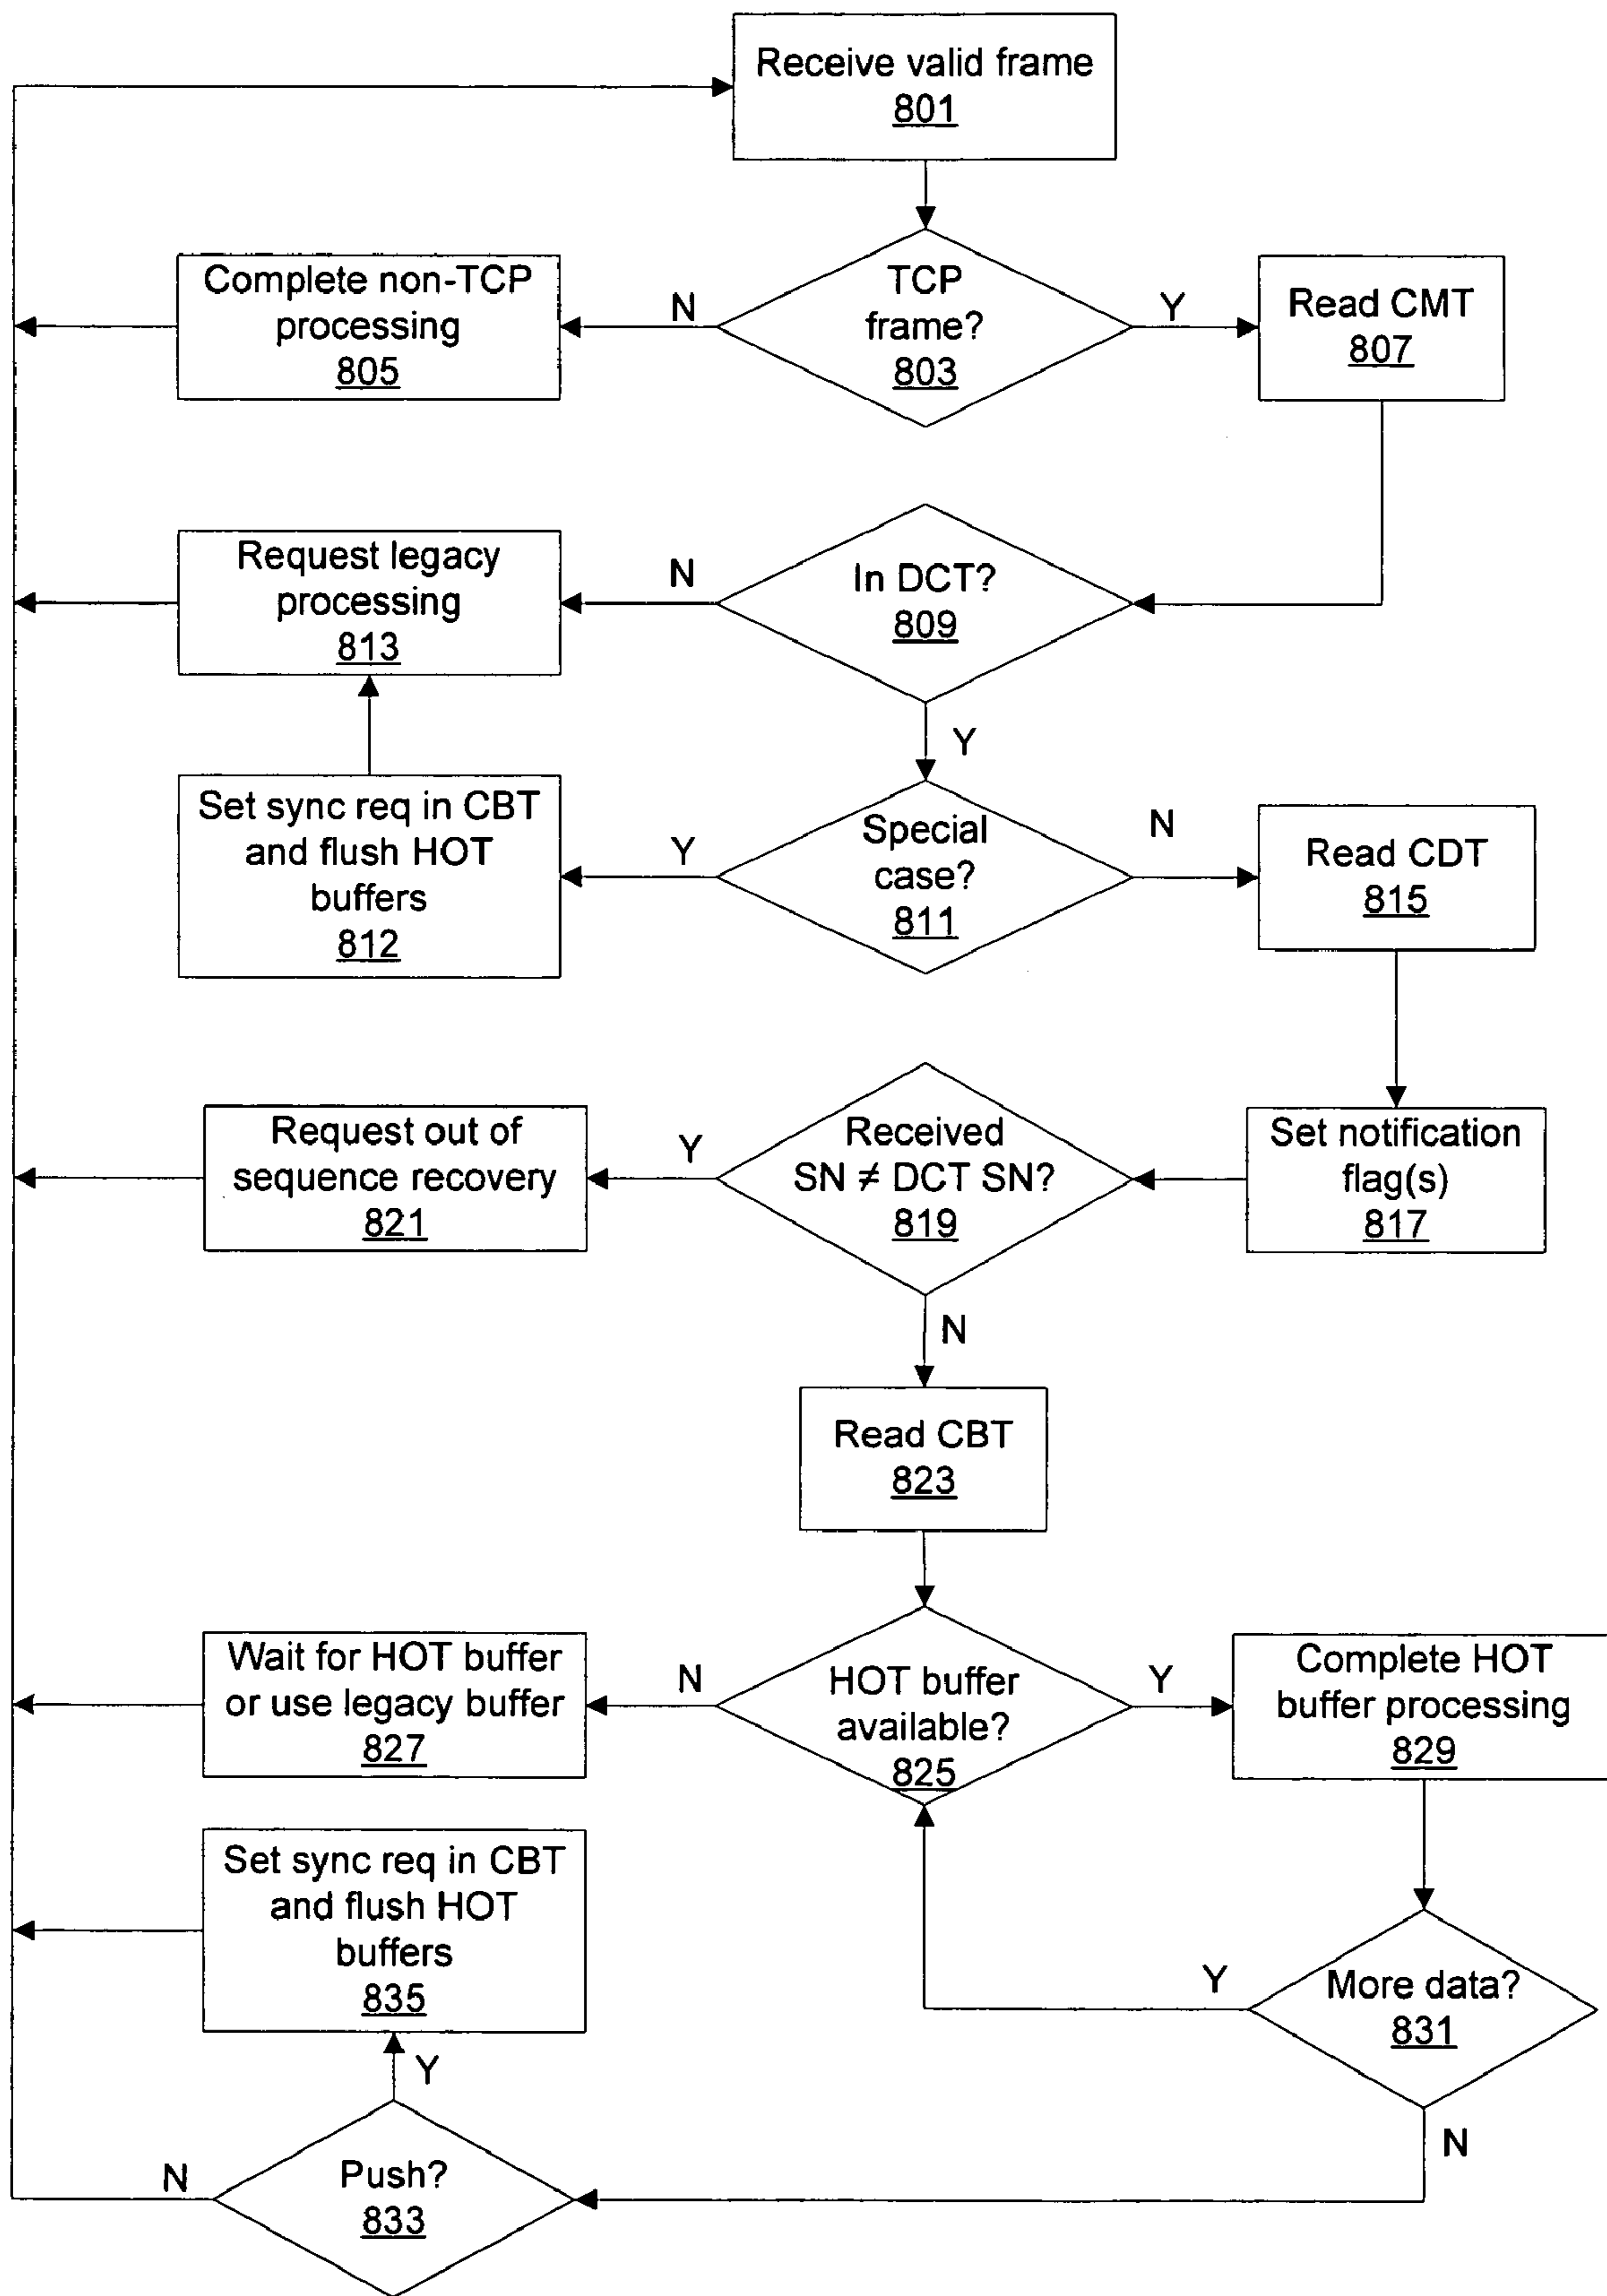 Receive valid frame
801
Complete non-TCP
processing
805
N
TCP
frame?
803
Y
Read CMT
807
Request legacy
processing
813
N
In DCT?
809
Y
Set sync req in CBT
and flush HOT
buffers
812
Y
Special
case?
811
N
Read CDT
815
Request out of
sequence recovery
821
Y
Received
SN ≠ DCT SN?
819
Set notification
flag(s)
817
N
Read CBT
823
Wait for HOT buffer
or use legacy buffer
827
N
HOT buffer
available?
825
Y
Complete HOT
buffer processing
829
Set sync req in CBT
and flush HOT
buffers
835
Y
More data?
831
Y
N
N
Push?
833